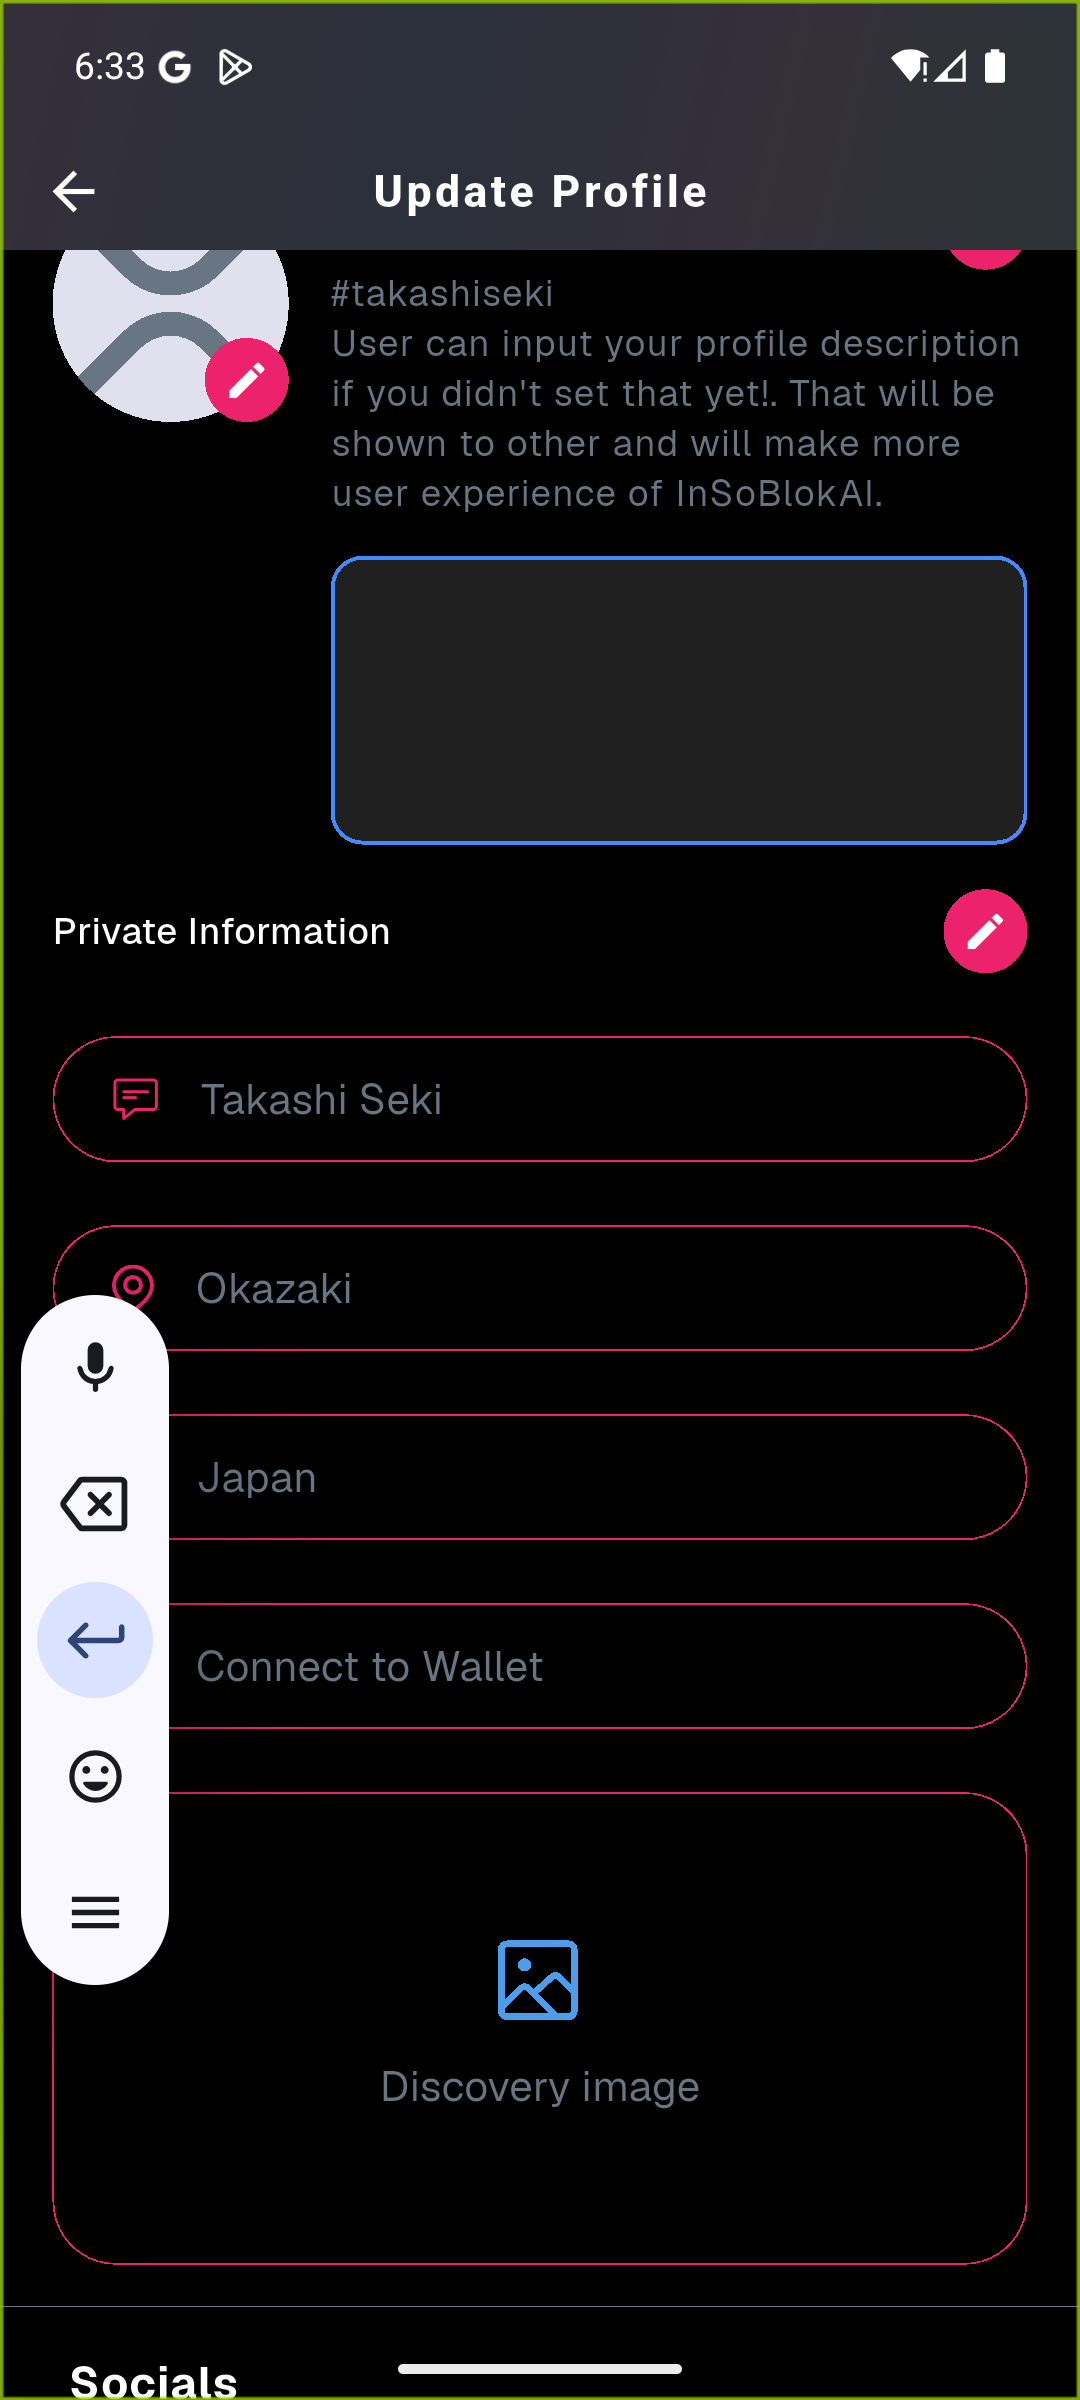 6:33
Update Profile
#takashiseki
User can input your profile description
if you didn't set that yet!. That will be
shown to other and will make more
user experience of InSoBlokAI.
Private Information
Takashi Seki
Okazaki
Japan
Connect to Wallet
Discovery image
Socials